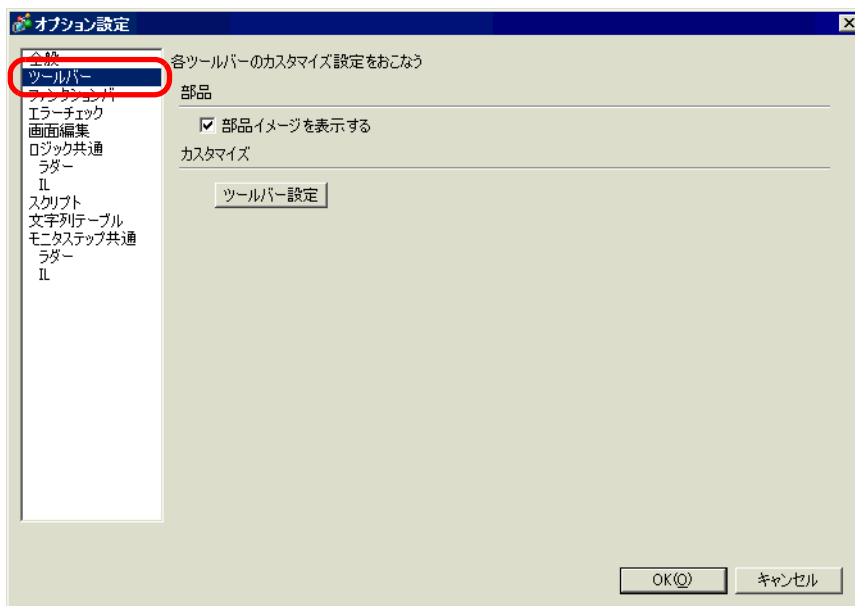 オプション設定
全般
ツールバー
ファンクションバー
エラーチェック
画面編集
ロジック共通
ラダー
IL
スクリプト
文字列テーブル
モニタステップ共通
ラダー
IL
各ツールバーのカスタマイズ設定をおこなう
部品
部品イメージを表示する
カスタマイズ
ツールバー設定
OK(O)
キャンセル